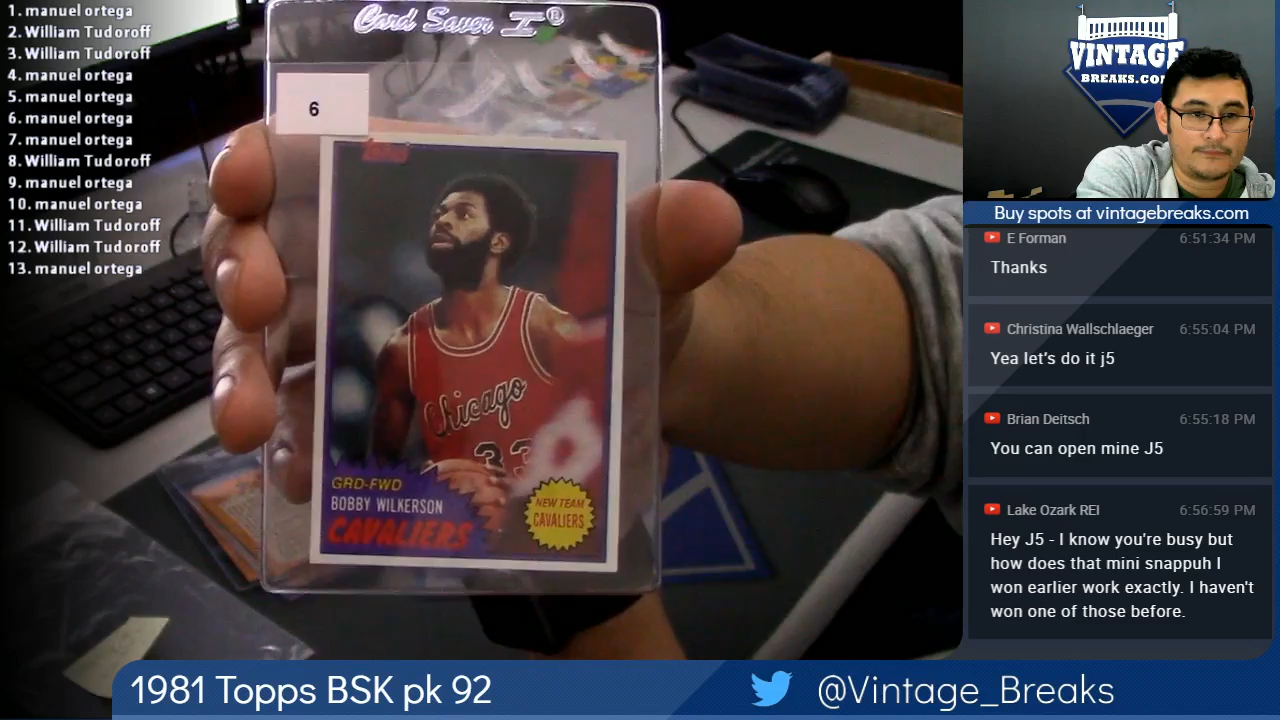 1. manuel ortega
2. William Tudoroff
3. William Tudoroff
4. manuel ortega
5. manuel ortega
6. manuel ortega
7. manuel ortega
8. William Tudoroff
9. manuel ortega
10. manuel ortega
11. William Tudoroff
12. William Tudoroff
13. manuel ortega
Card Saver I®
6
Topps
Chicago
33
GRD-FWD
BOBBY WILKERSON
CAVALIERS
NEW TEAM
CAVALIERS
VINTAGE
BREAKS.CO
Buy spots at vintagebreaks.com
E Forman 6:51:34 PM
Thanks
Christina Wallschlaeger 6:55:04 PM
Yea let's do it j5
Brian Deitsch 6:55:18 PM
You can open mine J5
Lake Ozark REI 6:56:59 PM
Hey J5 - I know you're busy but
how does that mini snappuh I
won earlier work exactly. I haven't
won one of those before.
1981 Topps BSK pk 92
@Vintage_Breaks